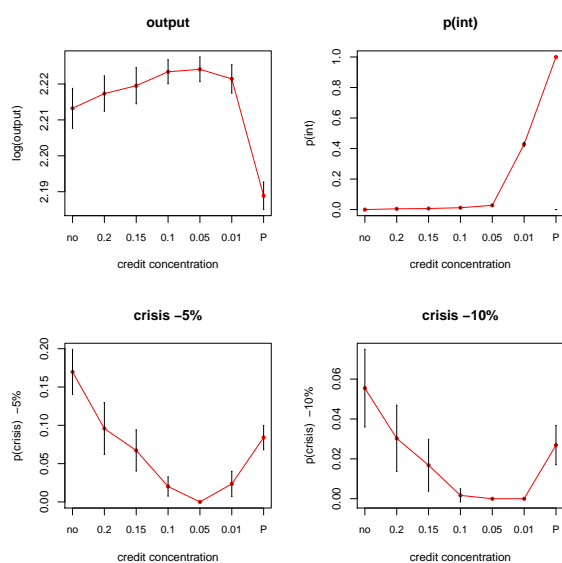 output
log(output)
2.19 2.20 2.21 2.22
no 0.2 0.15 0.1 0.05 0.01 P
credit concentration
p(int)
p(int)
0.0 0.2 0.4 0.6 0.8 1.0
no 0.2 0.15 0.1 0.05 0.01 P
credit concentration
crisis −5%
p(crisis) −5%
0.00 0.05 0.10 0.15 0.20
no 0.2 0.15 0.1 0.05 0.01 P
credit concentration
crisis −10%
p(crisis) −10%
0.00 0.02 0.04 0.06
no 0.2 0.15 0.1 0.05 0.01 P
credit concentration